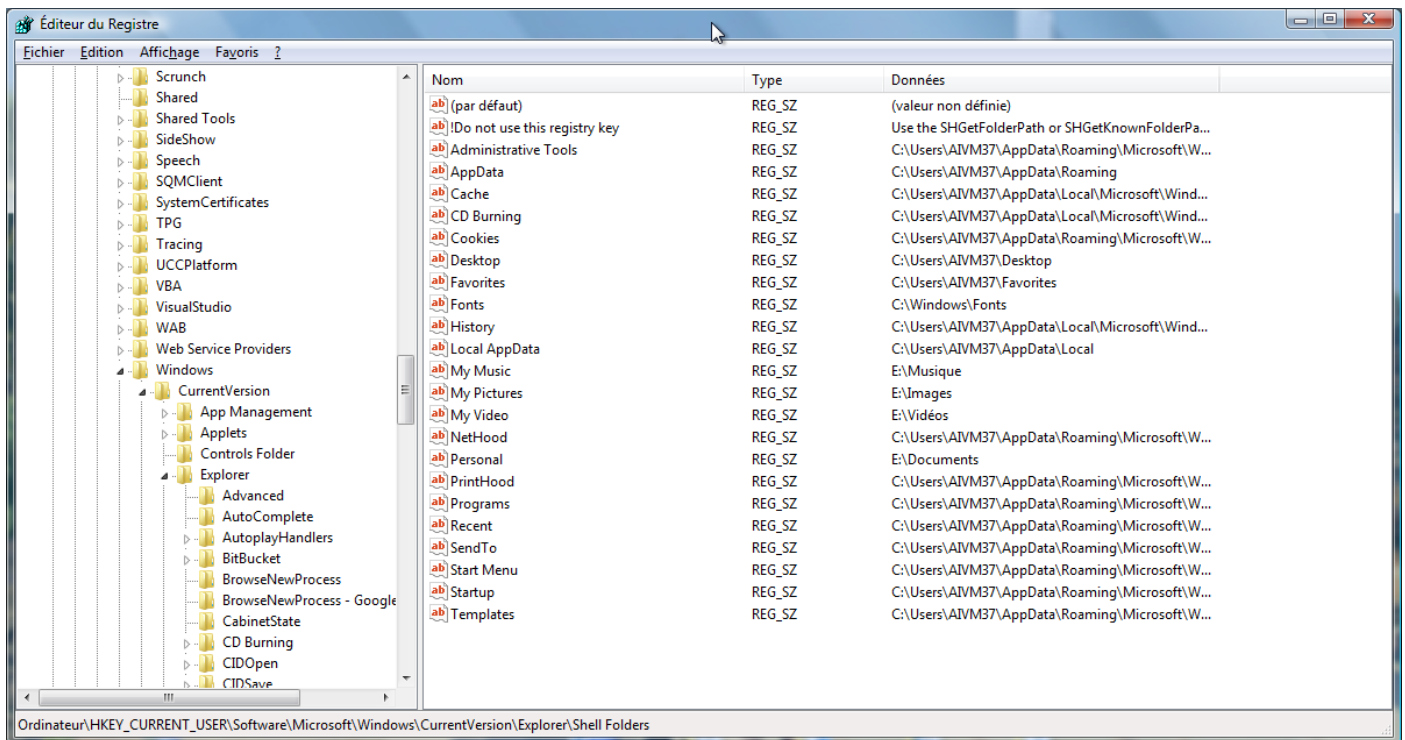 Éditeur du Registre
Fichier Edition Affichage Favoris ?
Scrunch
Shared
Shared Tools
SideShow
Speech
SQMClient
SystemCertificates
TPG
Tracing
UCCPlatform
VBA
VisualStudio
WAB
Web Service Providers
Windows
CurrentVersion
App Management
Applets
Controls Folder
Explorer
Advanced
AutoComplete
AutoplayHandlers
BitBucket
BrowseNewProcess
BrowseNewProcess - Google
CabinetState
CD Burning
CIDOpen
CIDSave
Nom Type Données
(par défaut) REG_SZ (valeur non définie)
!Do not use this registry key REG_SZ Use the SHGetFolderPath or SHGetKnownFolderPa...
Administrative Tools REG_SZ C:\Users\AIVM37\AppData\Roaming\Microsoft\W...
AppData REG_SZ C:\Users\AIVM37\AppData\Roaming
Cache REG_SZ C:\Users\AIVM37\AppData\Local\Microsoft\Wind...
CD Burning REG_SZ C:\Users\AIVM37\AppData\Local\Microsoft\Wind...
Cookies REG_SZ C:\Users\AIVM37\AppData\Roaming\Microsoft\W...
Desktop REG_SZ C:\Users\AIVM37\Desktop
Favorites REG_SZ C:\Users\AIVM37\Favorites
Fonts REG_SZ C:\Windows\Fonts
History REG_SZ C:\Users\AIVM37\AppData\Local\Microsoft\Wind...
Local AppData REG_SZ C:\Users\AIVM37\AppData\Local
My Music REG_SZ E:\Musique
My Pictures REG_SZ E:\Images
My Video REG_SZ E:\Vidéos
NetHood REG_SZ C:\Users\AIVM37\AppData\Roaming\Microsoft\W...
Personal REG_SZ E:\Documents
PrintHood REG_SZ C:\Users\AIVM37\AppData\Roaming\Microsoft\W...
Programs REG_SZ C:\Users\AIVM37\AppData\Roaming\Microsoft\W...
Recent REG_SZ C:\Users\AIVM37\AppData\Roaming\Microsoft\W...
SendTo REG_SZ C:\Users\AIVM37\AppData\Roaming\Microsoft\W...
Start Menu REG_SZ C:\Users\AIVM37\AppData\Roaming\Microsoft\W...
Startup REG_SZ C:\Users\AIVM37\AppData\Roaming\Microsoft\W...
Templates REG_SZ C:\Users\AIVM37\AppData\Roaming\Microsoft\W...
Ordinateur\HKEY_CURRENT_USER\Software\Microsoft\Windows\CurrentVersion\Explorer\Shell Folders